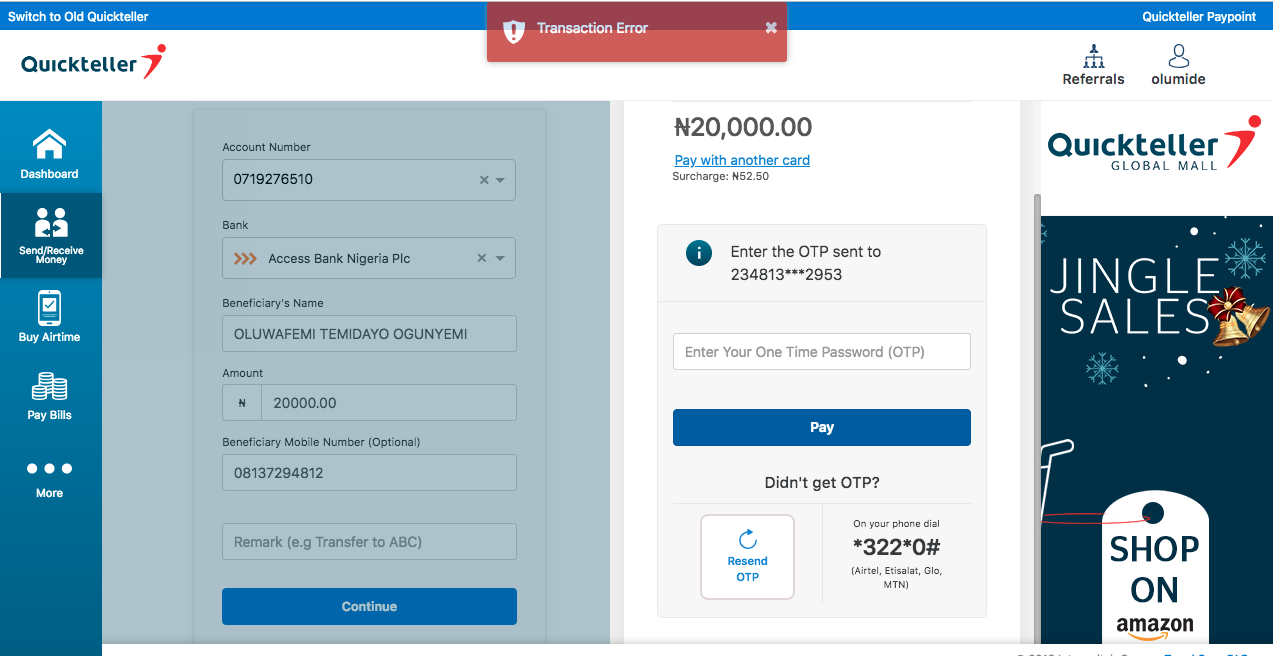 Switch to Old Quickteller
Quickteller Paypoint
Transaction Error
Quickteller
Referrals
olumide
Dashboard
Send/Receive
Money
Buy Airtime
Pay Bills
More
Account Number
0719276510
Bank
Access Bank Nigeria Plc
Beneficiary's Name
OLUWAFEMI TEMIDAYO OGUNYEMI
Amount
₦
20000.00
Beneficiary Mobile Number (Optional)
08137294812
Remark (e.g Transfer to ABC)
Continue
₦20,000.00
Pay with another card
Surcharge: ₦52.50
Enter the OTP sent to
234813***2953
Enter Your One Time Password (OTP)
Pay
Didn't get OTP?
Resend
OTP
On your phone dial
*322*0#
(Airtel, Etisalat, Glo,
MTN)
Quickteller
GLOBAL MALL
JINGLE
SALES
SHOP
ON
amazon